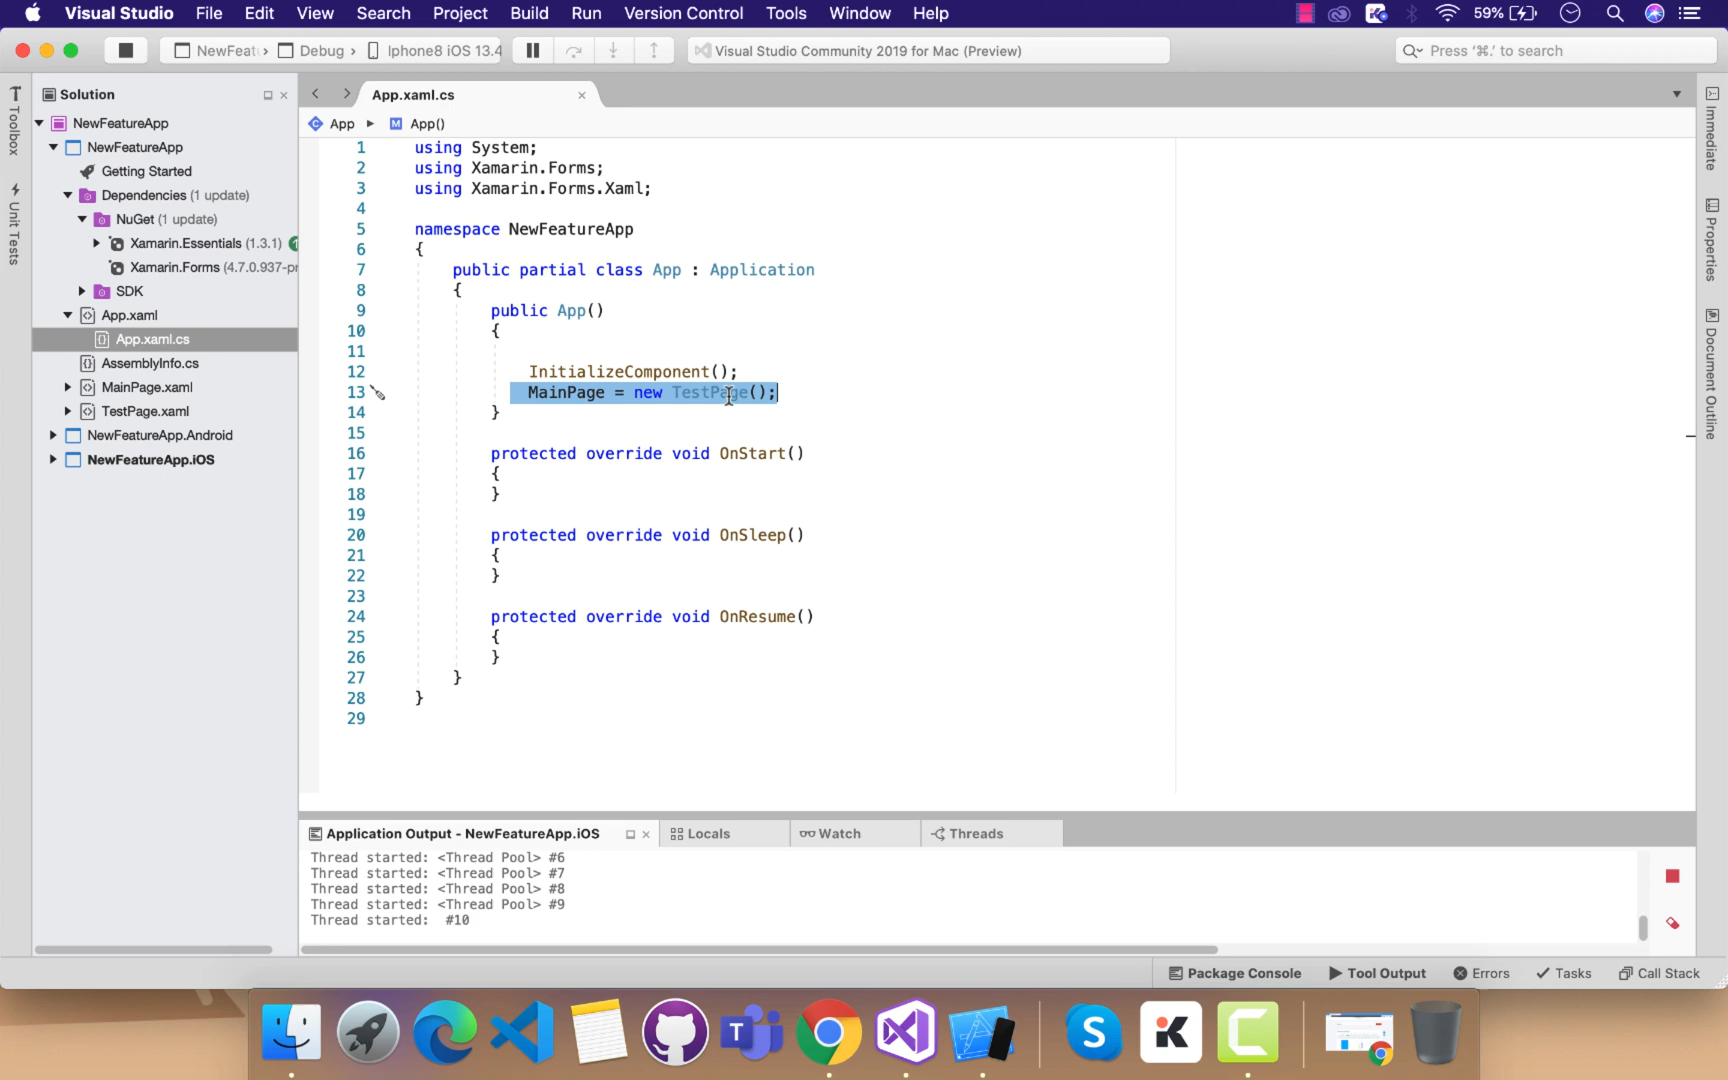 Visual Studio File Edit View Search Project Build Run Version Control Tools Window Help 59%
NewFeat › Debug › Iphone8 iOS 13.4 Visual Studio Community 2019 for Mac (Preview) Press '⌘.' to search
Toolbox
Unit Tests
Solution
NewFeatureApp
NewFeatureApp
Getting Started
Dependencies (1 update)
NuGet (1 update)
Xamarin.Essentials (1.3.1)
Xamarin.Forms (4.7.0.937-pr
SDK
App.xaml
App.xaml.cs
AssemblyInfo.cs
MainPage.xaml
TestPage.xaml
NewFeatureApp.Android
NewFeatureApp.iOS
App.xaml.cs
App ▸ M App()
1 using System;
2 using Xamarin.Forms;
3 using Xamarin.Forms.Xaml;
4
5 namespace NewFeatureApp
6 {
7 public partial class App : Application
8 {
9 public App()
10 {
11
12 InitializeComponent();
13 MainPage = new TestPage();
14 }
15
16 protected override void OnStart()
17 {
18 }
19
20 protected override void OnSleep()
21 {
22 }
23
24 protected override void OnResume()
25 {
26 }
27 }
28 }
29
Immediate
Properties
Document Outline
Application Output - NewFeatureApp.iOS Locals Watch Threads
Thread started: <Thread Pool> #6
Thread started: <Thread Pool> #7
Thread started: <Thread Pool> #8
Thread started: <Thread Pool> #9
Thread started: #10
Package Console Tool Output Errors Tasks Call Stack